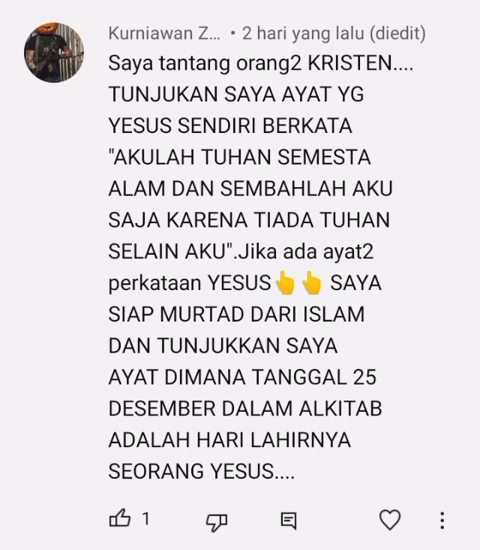 Kurniawan Z... • 2 hari yang lalu (diedit)
Saya tantang orang2 KRISTEN....
TUNJUKAN SAYA AYAT YG
YESUS SENDIRI BERKATA
"AKULAH TUHAN SEMESTA
ALAM DAN SEMBAHLAH AKU
SAJA KARENA TIADA TUHAN
SELAIN AKU".Jika ada ayat2
perkataan YESUS👆👆 SAYA
SIAP MURTAD DARI ISLAM
DAN TUNJUKKAN SAYA
AYAT DIMANA TANGGAL 25
DESEMBER DALAM ALKITAB
ADALAH HARI LAHIRNYA
SEORANG YESUS....
1